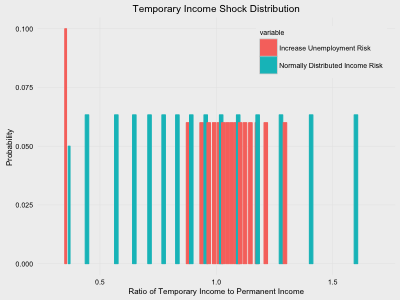 Temporary Income Shock Distribution
variable
Increase Unemployment Risk
Normally Distributed Income Risk
0.100
0.075
0.050
0.025
0.000
Probability
0.5
1.0
1.5
Ratio of Temporary Income to Permanent Income